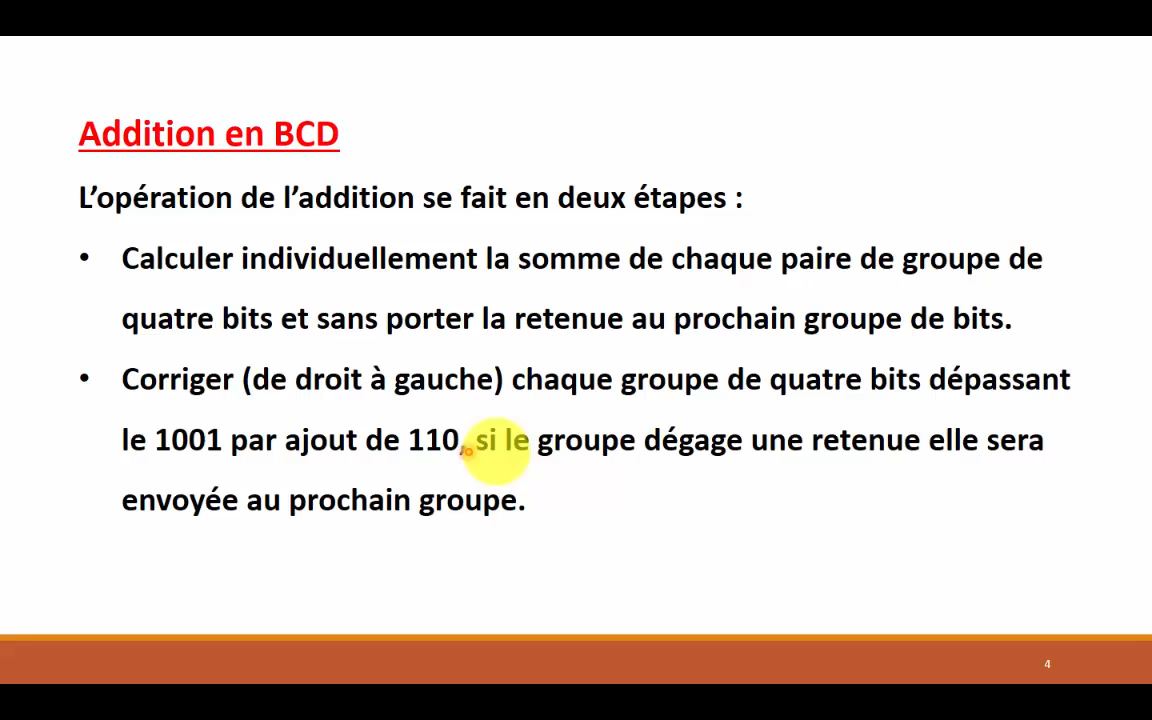 Addition en BCD
L’opération de l’addition se fait en deux étapes :
• Calculer individuellement la somme de chaque paire de groupe de
quatre bits et sans porter la retenue au prochain groupe de bits.
• Corriger (de droit à gauche) chaque groupe de quatre bits dépassant
le 1001 par ajout de 110, si le groupe dégage une retenue elle sera
envoyée au prochain groupe.
4